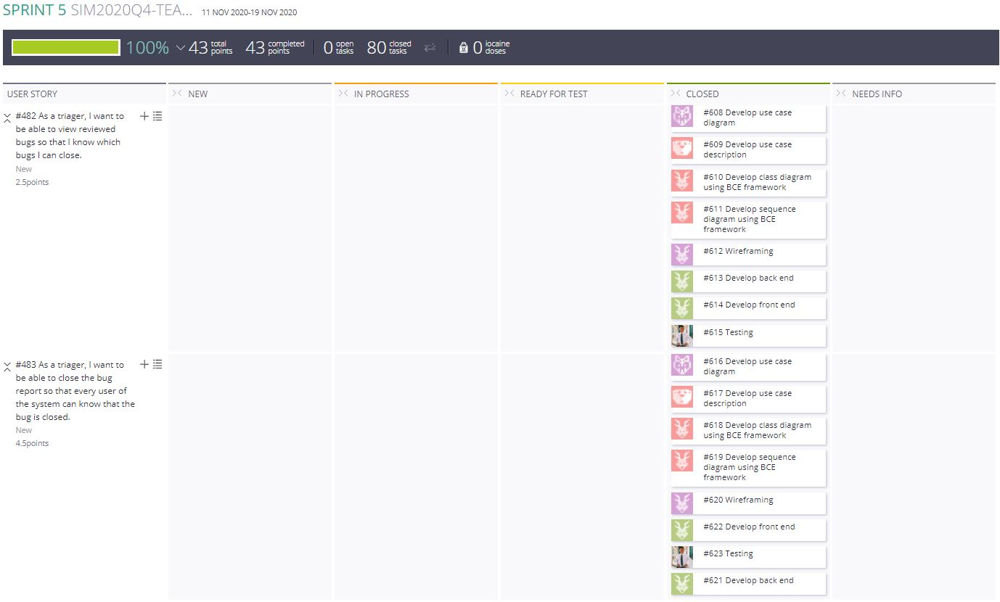 SPRINT 5 SIM2020Q4-TEA... 11 NOV 2020-19 NOV 2020
100% 43 total points 43 completed points 0 open tasks 80 closed tasks 0 iocaine doses
USER STORY NEW IN PROGRESS READY FOR TEST CLOSED NEEDS INFO
#482 As a triager, I want to
be able to view reviewed
bugs so that I know which
bugs I can close.
New
2.5points
#608 Develop use case
diagram
#609 Develop use case
description
#610 Develop class diagram
using BCE framework
#611 Develop sequence
diagram using BCE
framework
#612 Wireframing
#613 Develop back end
#614 Develop front end
#615 Testing
#483 As a triager, I want to
be able to close the bug
report so that every user of
the system can know that the
bug is closed.
New
4.5points
#616 Develop use case
diagram
#617 Develop use case
description
#618 Develop class diagram
using BCE framework
#619 Develop sequence
diagram using BCE
framework
#620 Wireframing
#622 Develop front end
#623 Testing
#621 Develop back end